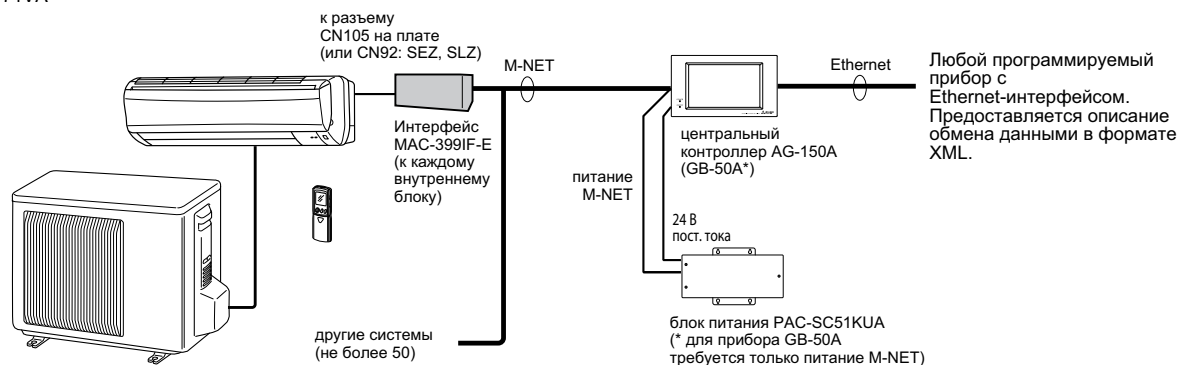 к разъему
CN105 на плате
(или CN92: SEZ, SLZ)
M-NET
Ethernet
Любой программируемый
прибор с
Ethernet-интерфейсом.
Предоставляется описание
обмена данными в формате
XML.
Интерфейс
MAC-399IF-E
(к каждому
внутреннему
блоку)
центральный
контроллер AG-150A
(GB-50A*)
питание
M-NET
24 В
пост. тока
другие системы
(не более 50)
блок питания PAC-SC51KUA
(* для прибора GB-50A
требуется только питание M-NET)